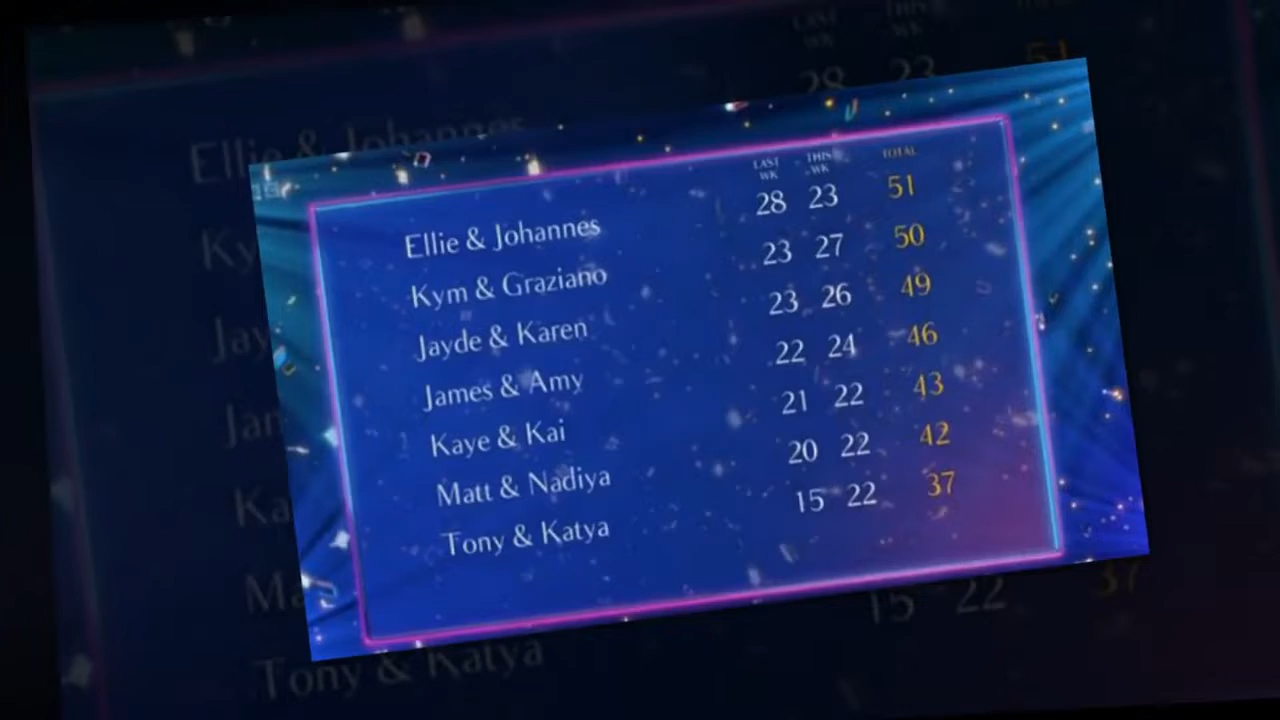 LAST WK THIS WK TOTAL
Ellie & Johannes 28 23 51
Kym & Graziano 23 27 50
Jayde & Karen 23 26 49
James & Amy 22 24 46
Kaye & Kai 21 22 43
Matt & Nadiya 20 22 42
Tony & Katya 15 22 37